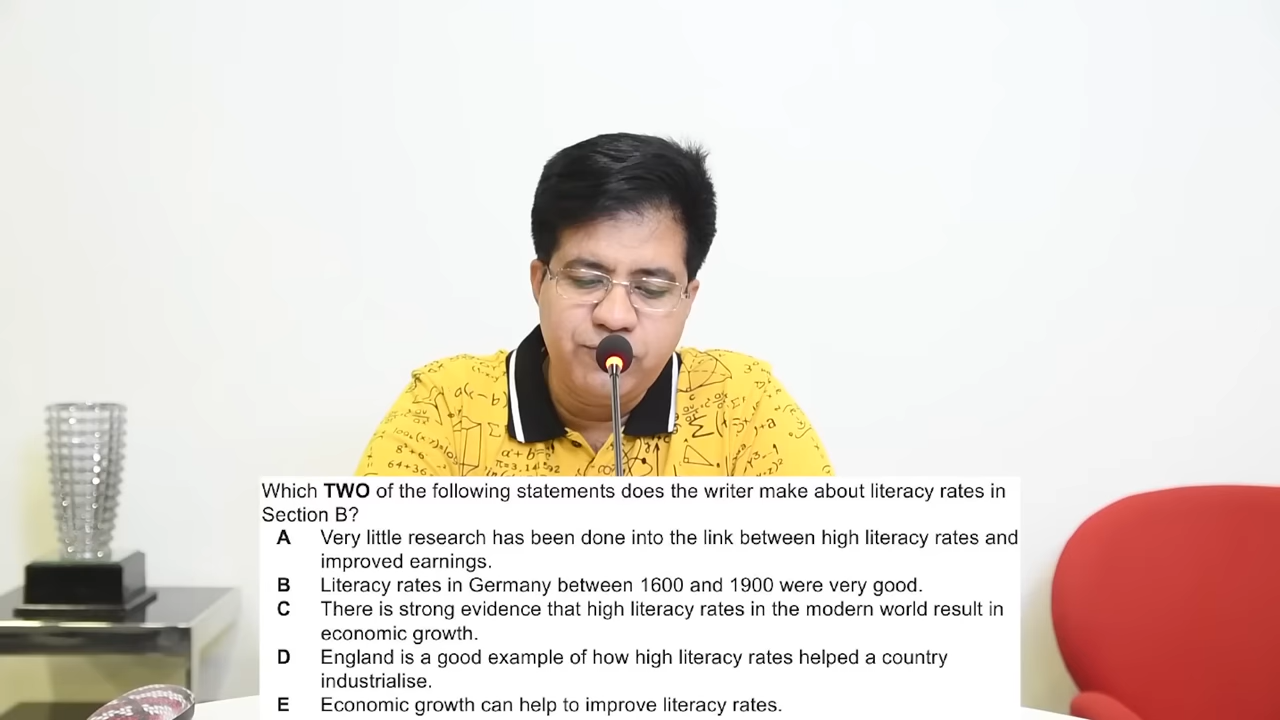 Which TWO of the following statements does the writer make about literacy rates in
Section B?
A Very little research has been done into the link between high literacy rates and
improved earnings.
B Literacy rates in Germany between 1600 and 1900 were very good.
C There is strong evidence that high literacy rates in the modern world result in
economic growth.
D England is a good example of how high literacy rates helped a country
industrialise.
E Economic growth can help to improve literacy rates.